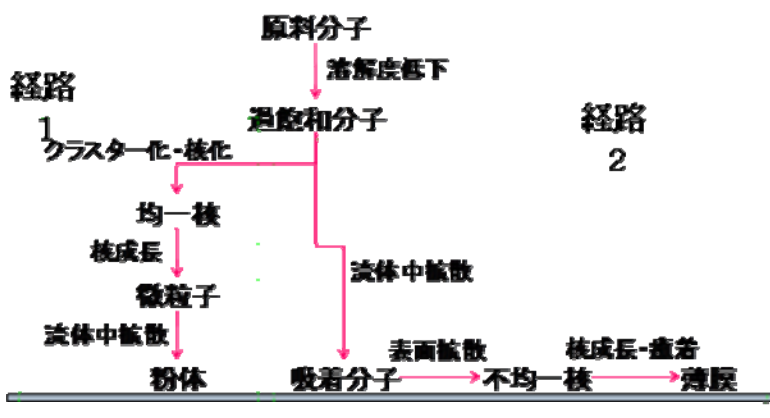 原料分子
溶解度低下
経路
1
過飽和分子
経路
2
クラスター化・核化
均一核
核成長
流体中拡散
微粒子
流体中拡散
表面拡散
核成長・癒着
粉体
吸着分子
不均一核
薄膜